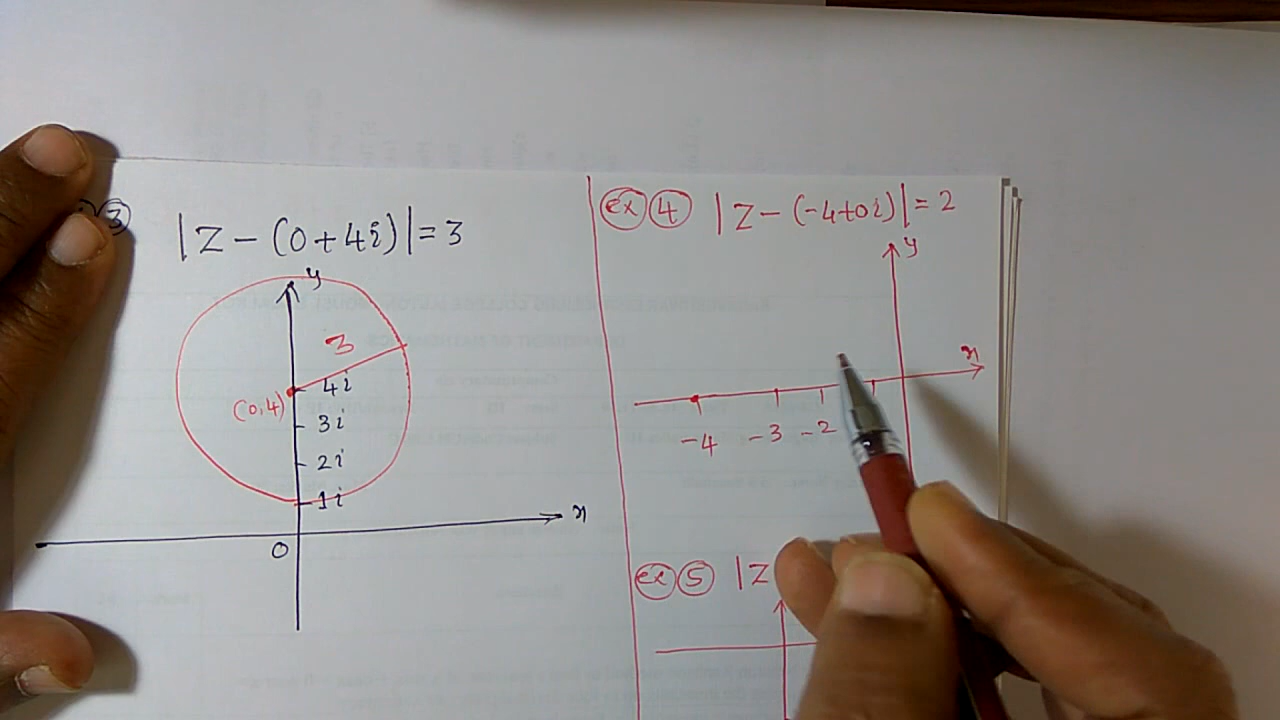 ③ |Z-(0+4i)|=3
y
3
4i
(0,4)
3i
2i
1i
x
0
ex ④ |Z-(-4+0i)|=2
y
x
-4 -3 -2
ex ⑤ |Z